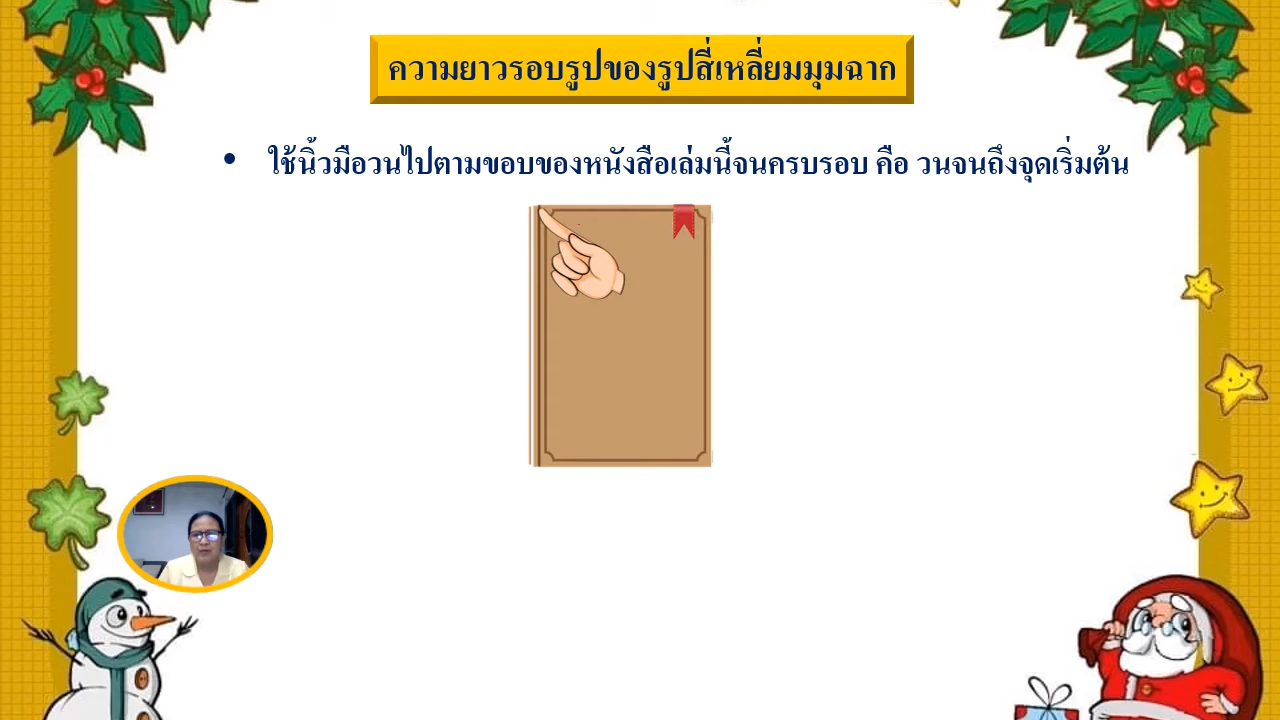 ความยาวรอบรูปของรูปสี่เหลี่ยมมุมฉาก
• ใช้นิ้วมือวนไปตามขอบของหนังสือเล่มนี้จนครบรอบ คือ วนจนถึงจุดเริ่มต้น